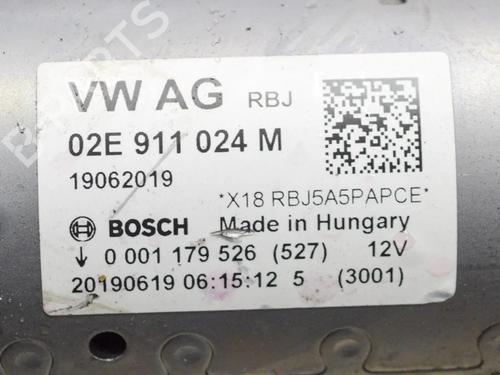 VW AG RBJ
02E 911 024 M
19062019
*X18 RBJ5A5PAPCE*
BOSCH Made in Hungary
↓ 0 001 179 526 (527) 12V
20190619 06:15:12 5 (3001)